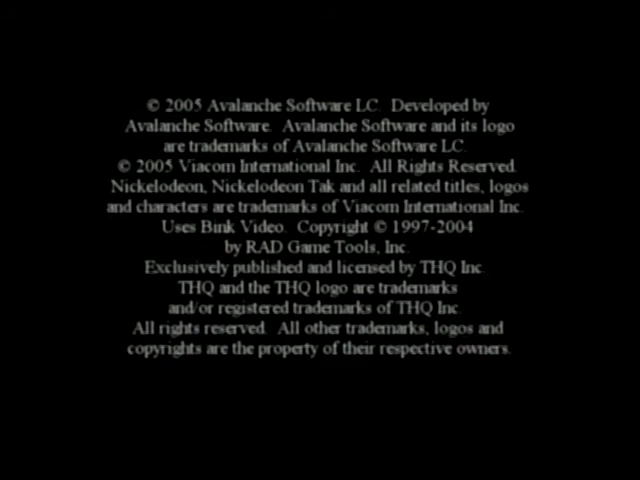 © 2005 Avalanche Software LC. Developed by
Avalanche Software. Avalanche Software and its logo
are trademarks of Avalanche Software LC.
© 2005 Viacom International Inc. All Rights Reserved.
Nickelodeon, Nickelodeon Tak and all related titles, logos
and characters are trademarks of Viacom International Inc.
Uses Bink Video. Copyright © 1997-2004
by RAD Game Tools, Inc.
Exclusively published and licensed by THQ Inc.
THQ and the THQ logo are trademarks
and/or registered trademarks of THQ Inc.
All rights reserved. All other trademarks, logos and
copyrights are the property of their respective owners.